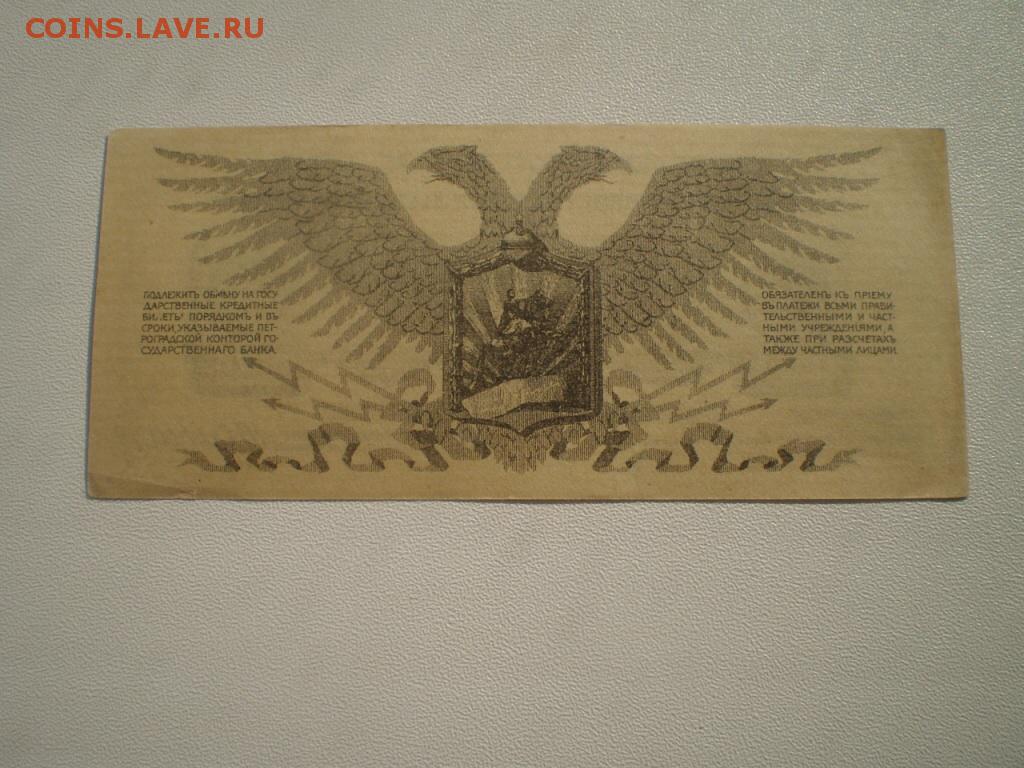 COINS.LAVE.RU
ПОДЛЕЖИТЪ ОБМѢНУ НА ГОСУ
ДАРСТВЕННЫЕ КРЕДИТНЫЕ
БИЛЕТЫ ПОРЯДКОМЪ И ВЪ
СРОКИ, УКАЗЫВАЕМЫЕ ПЕТ-
РОГРАДСКОЙ КОНТОРОЙ ГО-
СУДАРСТВЕННАГО БАНКА.
ОБЯЗАТЕЛЕНЪ КЪ ПРІЕМУ
ВЪ ПЛАТЕЖИ ВСѢМИ ПРАВИ-
ТЕЛЬСТВЕННЫМИ И ЧАСТ-
НЫМИ УЧРЕЖДЕНІЯМИ, А
ТАКЖЕ ПРИ РАЗСЧЕТАХЪ
МЕЖДУ ЧАСТНЫМИ ЛИЦАМИ.